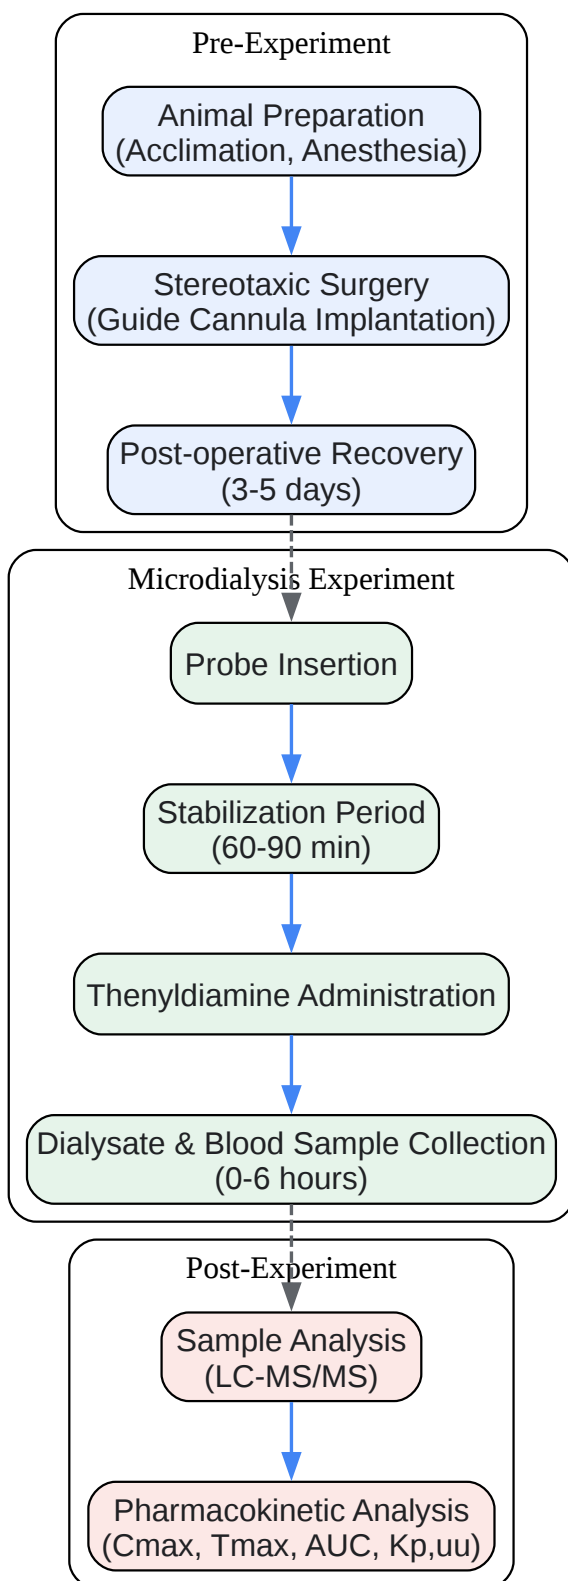 Pre-Experiment
Animal Preparation
(Acclimation, Anesthesia)
Stereotaxic Surgery
(Guide Cannula Implantation)
Post-operative Recovery
(3-5 days)
Microdialysis Experiment
Probe Insertion
Stabilization Period
(60-90 min)
Thenyldiamine Administration
Dialysate & Blood Sample Collection
(0-6 hours)
Post-Experiment
Sample Analysis
(LC-MS/MS)
Pharmacokinetic Analysis
(Cmax, Tmax, AUC, Kp,uu)